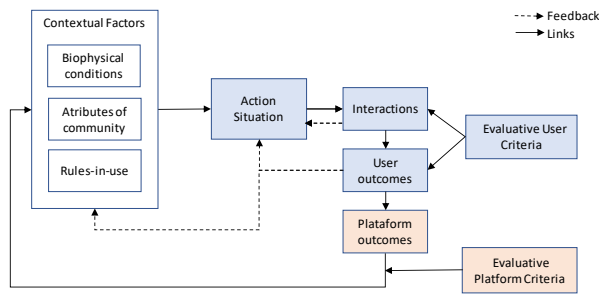 Contextual Factors
Biophysical
conditions
Atributes of
community
Rules-in-use
Action
Situation
Interactions
User
outcomes
Plataform
outcomes
Evaluative User
Criteria
Evaluative
Platform Criteria
Feedback
Links